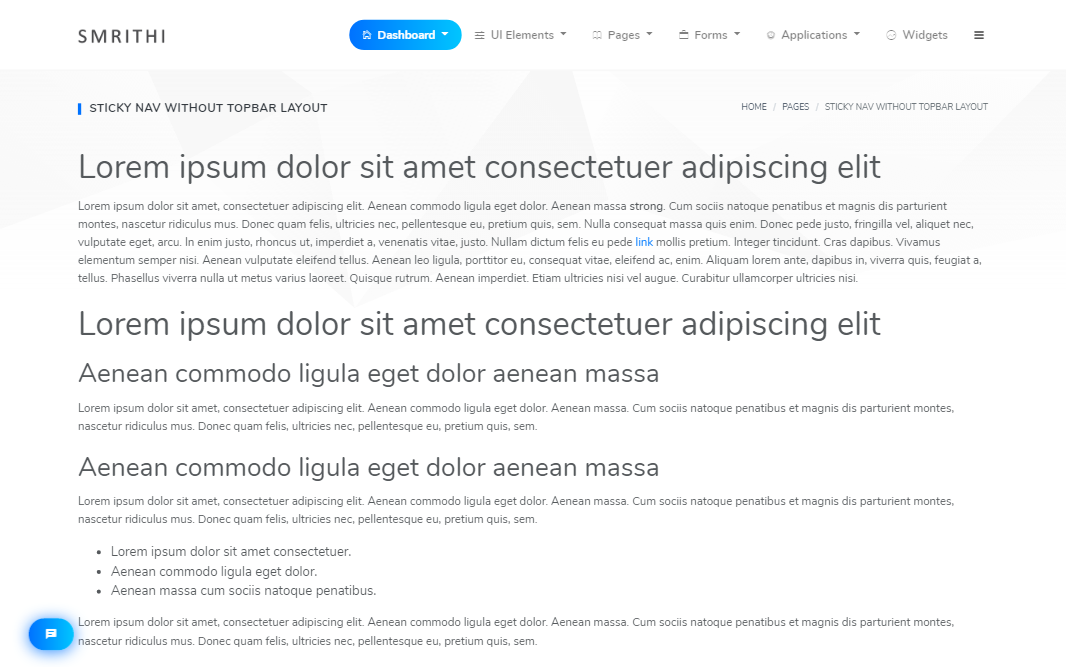 SMRITHI
Dashboard
UI Elements
Pages
Forms
Applications
Widgets
STICKY NAV WITHOUT TOPBAR LAYOUT
HOME / PAGES / STICKY NAV WITHOUT TOPBAR LAYOUT
Lorem ipsum dolor sit amet consectetuer adipiscing elit
Lorem ipsum dolor sit amet, consectetuer adipiscing elit. Aenean commodo ligula eget dolor. Aenean massa strong. Cum sociis natoque penatibus et magnis dis parturient
montes, nascetur ridiculus mus. Donec quam felis, ultricies nec, pellentesque eu, pretium quis, sem. Nulla consequat massa quis enim. Donec pede justo, fringilla vel, aliquet nec,
vulputate eget, arcu. In enim justo, rhoncus ut, imperdiet a, venenatis vitae, justo. Nullam dictum felis eu pede link mollis pretium. Integer tincidunt. Cras dapibus. Vivamus
elementum semper nisi. Aenean vulputate eleifend tellus. Aenean leo ligula, porttitor eu, consequat vitae, eleifend ac, enim. Aliquam lorem ante, dapibus in, viverra quis, feugiat a,
tellus. Phasellus viverra nulla ut metus varius laoreet. Quisque rutrum. Aenean imperdiet. Etiam ultricies nisi vel augue. Curabitur ullamcorper ultricies nisi.
Lorem ipsum dolor sit amet consectetuer adipiscing elit
Aenean commodo ligula eget dolor aenean massa
Lorem ipsum dolor sit amet, consectetuer adipiscing elit. Aenean commodo ligula eget dolor. Aenean massa. Cum sociis natoque penatibus et magnis dis parturient montes,
nascetur ridiculus mus. Donec quam felis, ultricies nec, pellentesque eu, pretium quis, sem.
Aenean commodo ligula eget dolor aenean massa
Lorem ipsum dolor sit amet, consectetuer adipiscing elit. Aenean commodo ligula eget dolor. Aenean massa. Cum sociis natoque penatibus et magnis dis parturient montes,
nascetur ridiculus mus. Donec quam felis, ultricies nec, pellentesque eu, pretium quis, sem.
• Lorem ipsum dolor sit amet consectetuer.
• Aenean commodo ligula eget dolor.
• Aenean massa cum sociis natoque penatibus.
Lorem ipsum dolor sit amet, consectetuer adipiscing elit. Aenean commodo ligula eget dolor. Aenean massa. Cum sociis natoque penatibus et magnis dis parturient montes,
nascetur ridiculus mus. Donec quam felis, ultricies nec, pellentesque eu, pretium quis, sem.